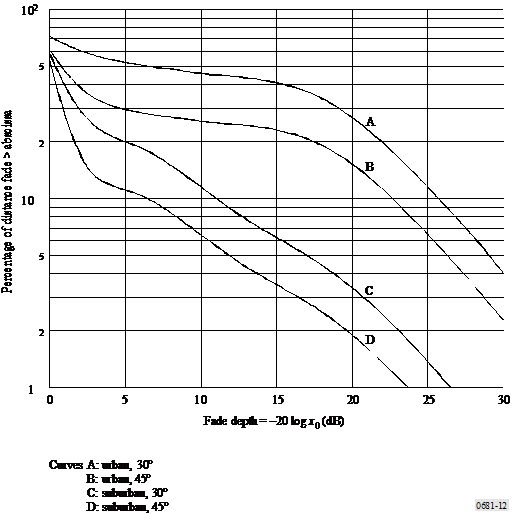 10²
5
2
10
5
2
1
Percentage of distance fade > abscissa
A
B
C
D
0 5 10 15 20 25 30
Fade depth = –20 log x₀ (dB)
Curves A: urban, 30°
B: urban, 45°
C: suburban, 30°
D: suburban, 45°
0681-12